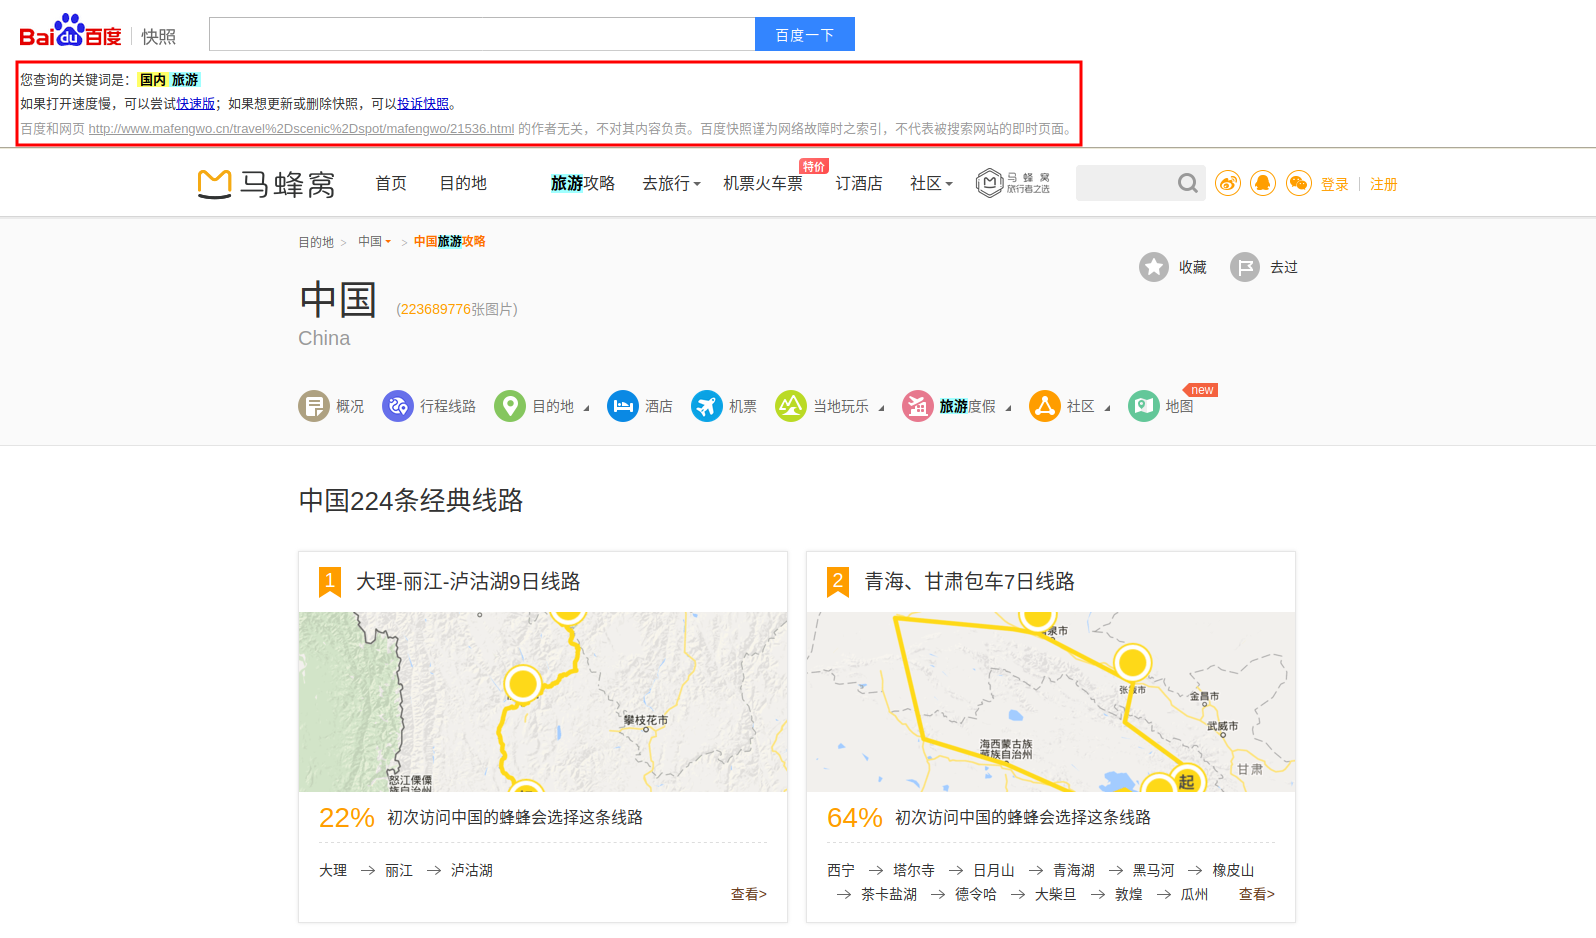 Bai du 百度 快照 百度一下
您查询的关键词是： 国内 旅游
如果打开速度慢，可以尝试快速版；如果想更新或删除快照，可以投诉快照。
百度和网页 http://www.mafengwo.cn/travel%2Dscenic%2Dspot/mafengwo/21536.html 的作者无关，不对其内容负责。百度快照谨为网络故障时之索引，不代表被搜索网站的即时页面。
马蜂窝 首页 目的地 旅游攻略 去旅行 机票火车票 特价 订酒店 社区 马蜂窝 旅行者之选 登录 | 注册
目的地 > 中国 > 中国旅游攻略
收藏 去过
中国 (223689776张图片)
China
概况 行程线路 目的地 酒店 机票 当地玩乐 旅游度假 社区 地图 new
中国224条经典线路
1 大理-丽江-泸沽湖9日线路
攀枝花市
怒江傈僳
族自治州
22% 初次访问中国的蜂蜂会选择这条线路
大理 → 丽江 → 泸沽湖
查看>
2 青海、甘肃包车7日线路
泉市
张掖市
金昌市
武威市
海西蒙古族
藏族自治州
甘肃
起
64% 初次访问中国的蜂蜂会选择这条线路
西宁 → 塔尔寺 → 日月山 → 青海湖 → 黑马河 → 橡皮山
→ 茶卡盐湖 → 德令哈 → 大柴旦 → 敦煌 → 瓜州 查看>